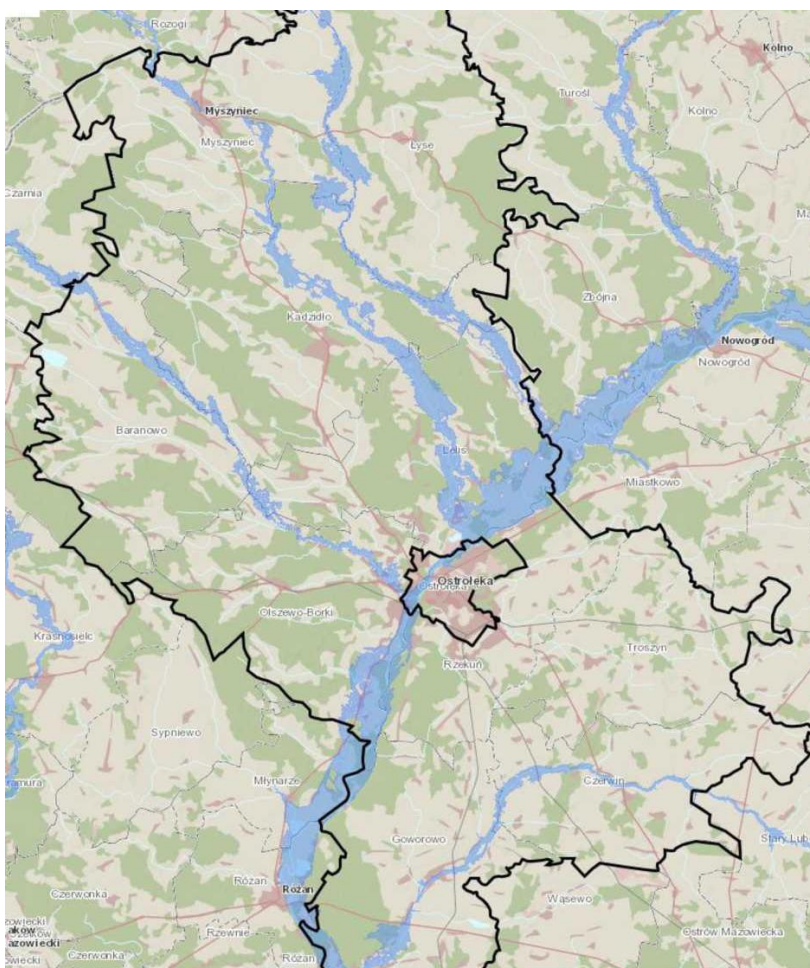 Rozogi
Kolno
Turośl
Myszyniec
Kolno
Myszyniec
Łyse
Czarnia
Zbójna
Kadzidło
Nowogród
Nowogród
Baranowo
Lelis
Miastkowo
Ostrołęka
Olszewo-Borki
Krasnosielc
Troszyn
Rzekuń
Sypniewo
Młynarze
Czerwin
Goworowo
Stary Lub
Różan
Różan
Czerwonka
Wąsewo
Rzewnie
Ostrów Mazowiecka
Czerwonka
Różan